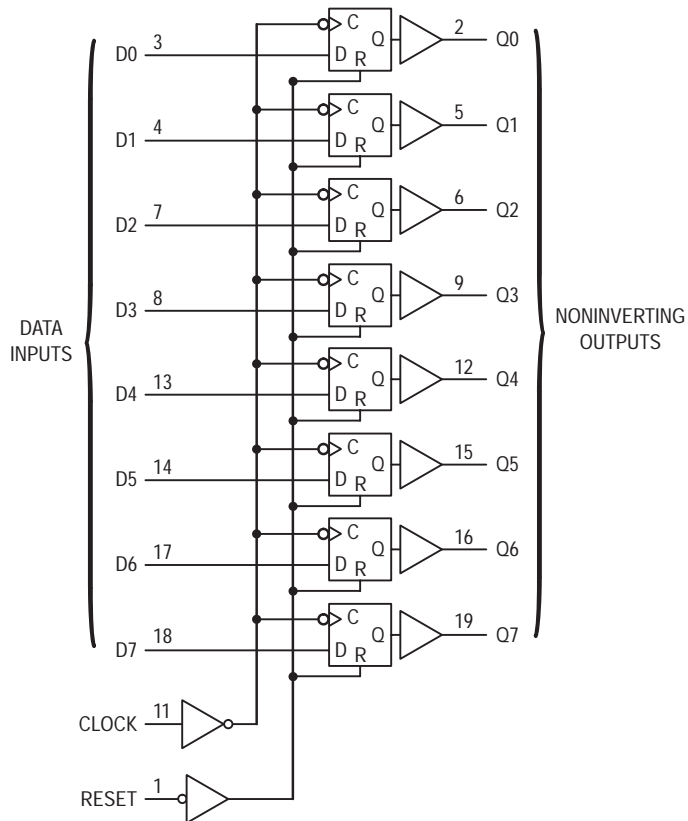 C
Q
2
Q0
D0
3
D
R
C
Q
5
Q1
D1
4
D
R
C
Q
6
Q2
D2
7
D
R
C
Q
9
Q3
D3
8
D
R
DATA
INPUTS
NONINVERTING
OUTPUTS
C
Q
12
Q4
D4
13
D
R
C
Q
15
Q5
D5
14
D
R
C
Q
16
Q6
D6
17
D
R
C
Q
19
Q7
D7
18
D
R
CLOCK
11
RESET
1